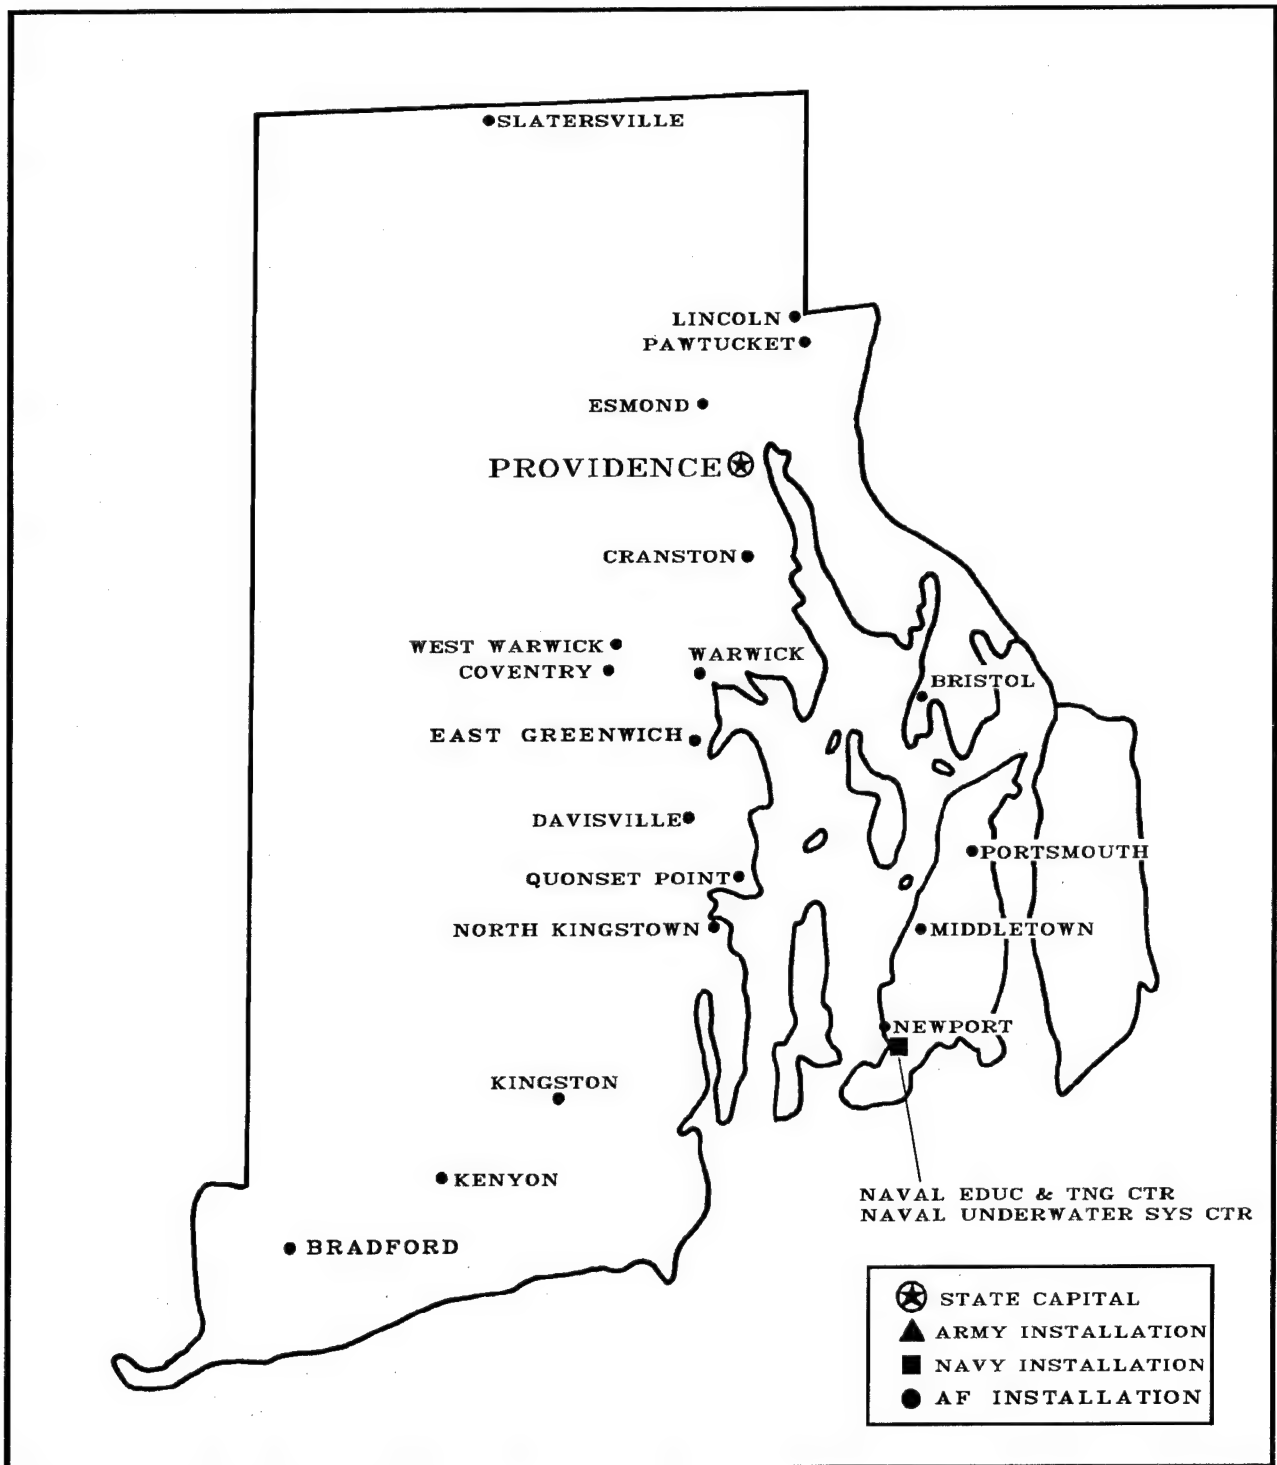 SLATERSVILLE
LINCOLN
PAWTUCKET
ESMOND
PROVIDENCE
CRANSTON
WEST WARWICK
WARWICK
COVENTRY
BRISTOL
EAST GREENWICH
DAVISVILLE
PORTSMOUTH
QUONSET POINT
NORTH KINGSTOWN
MIDDLETOWN
NEWPORT
KINGSTON
KENYON
NAVAL EDUC & TNG CTR
NAVAL UNDERWATER SYS CTR
BRADFORD
STATE CAPITAL
ARMY INSTALLATION
NAVY INSTALLATION
AF INSTALLATION